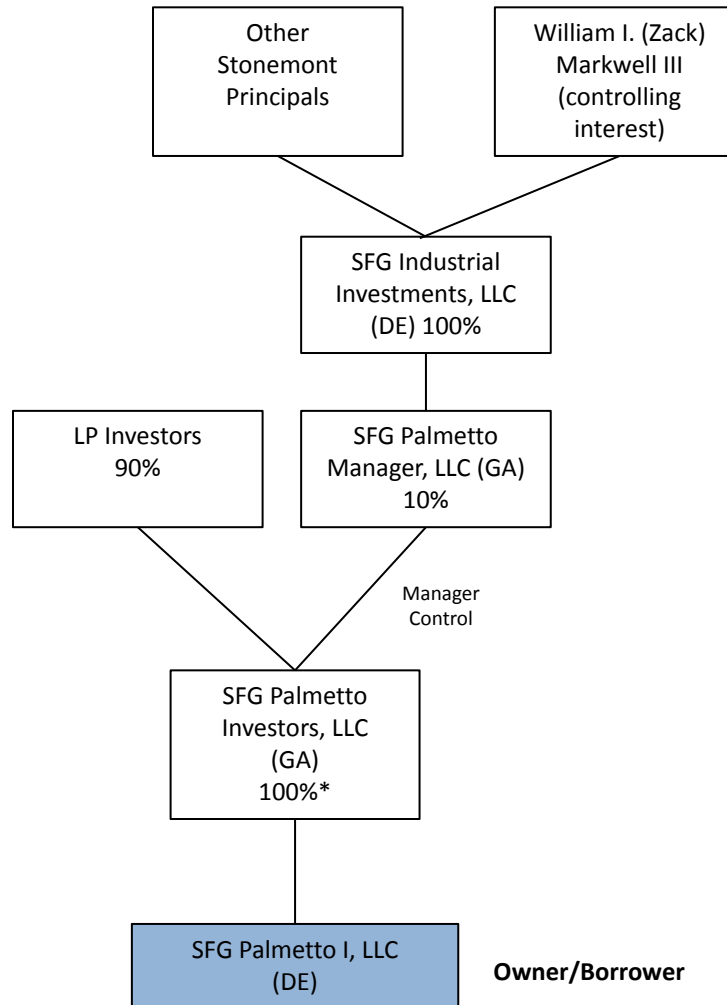 Other
Stonemont
Principals
William I. (Zack)
Markwell III
(controlling
interest)
SFG Industrial
Investments, LLC
(DE) 100%
LP Investors
90%
SFG Palmetto
Manager, LLC (GA)
10%
Manager
Control
SFG Palmetto
Investors, LLC
(GA)
100%*
SFG Palmetto I, LLC
(DE)
Owner/Borrower